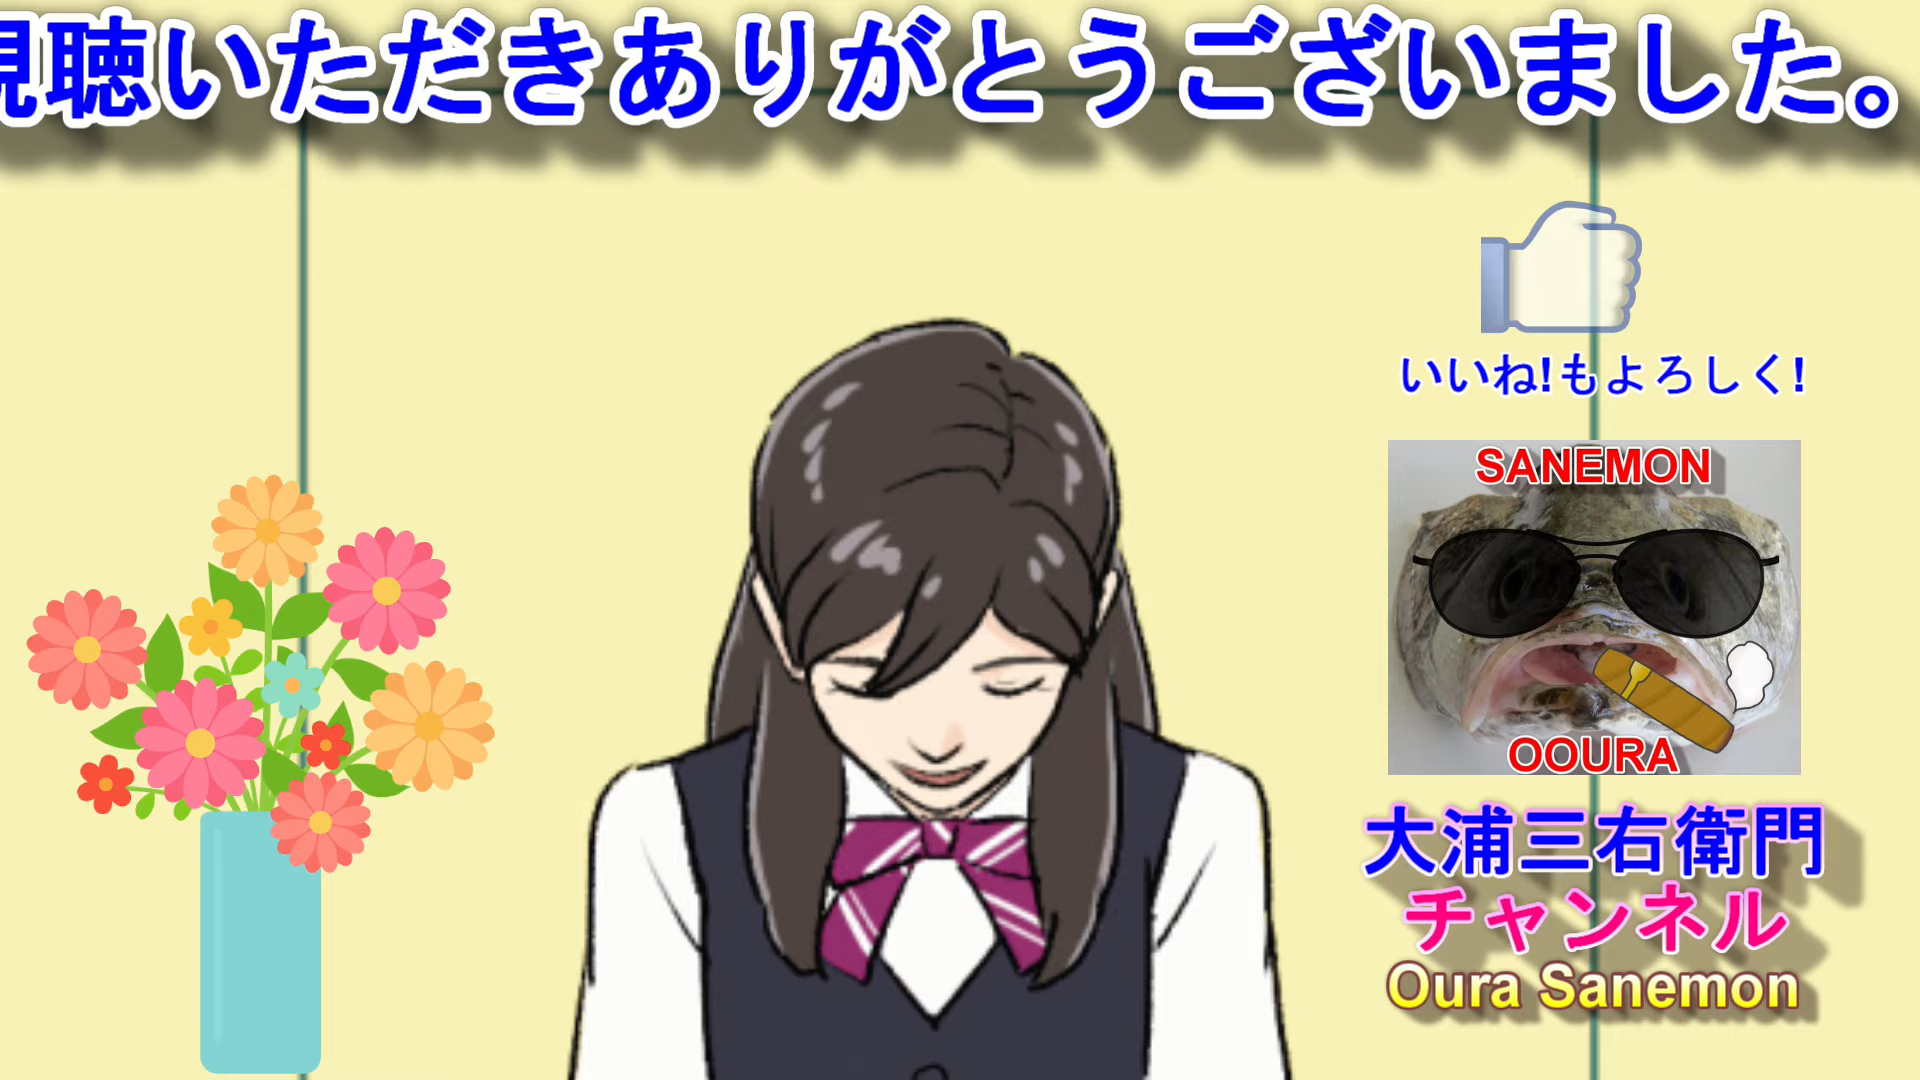 視聴いただきありがとうございました。
いいね!もよろしく!
SANEMON
OOURA
大浦三右衛門
チャンネル
Oura Sanemon